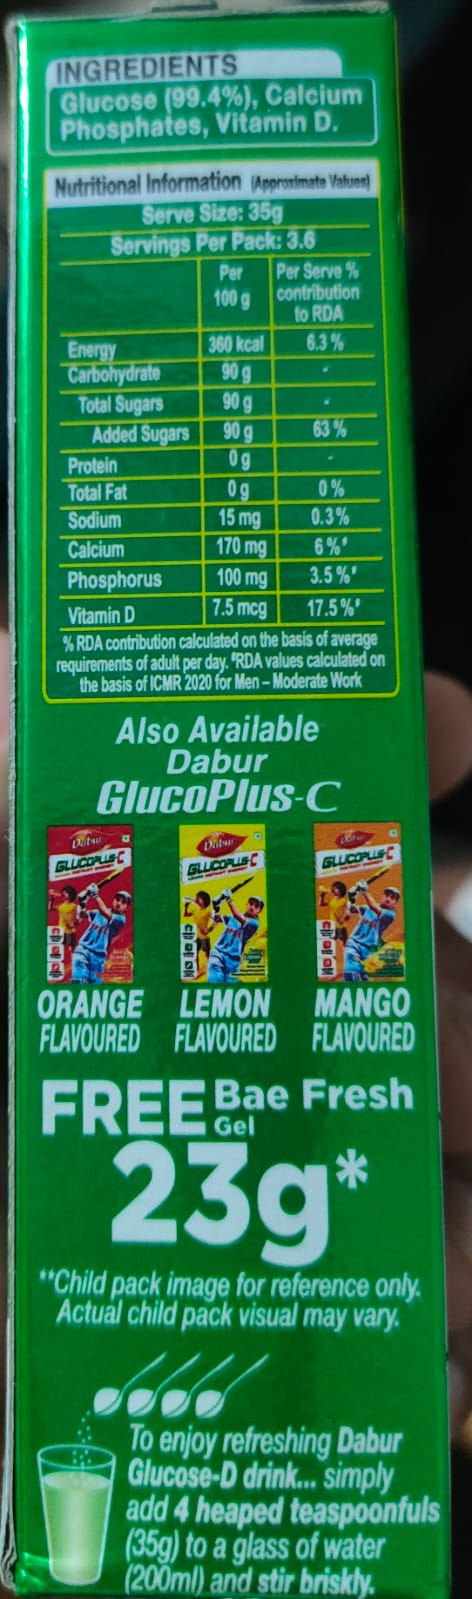 INGREDIENTS
Glucose (99.4%), Calcium
Phosphates, Vitamin D.
Nutritional Information (Approximate Values)
Serve Size: 35g
Servings Per Pack: 3.6
Per 100 g Per Serve % contribution to RDA
Energy 360 kcal 6.3 %
Carbohydrate 90 g -
Total Sugars 90 g -
Added Sugars 90 g 63 %
Protein 0 g -
Total Fat 0 g 0 %
Sodium 15 mg 0.3%
Calcium 170 mg 6 %#
Phosphorus 100 mg 3.5 %#
Vitamin D 7.5 mcg 17.5 %#
% RDA contribution calculated on the basis of average
requirements of adult per day. #RDA values calculated on
the basis of ICMR 2020 for Men – Moderate Work
Also Available
Dabur
GlucoPlus-C
Dabur Dabur Dabur
GLUCOPLUS-C GLUCOPLUS-C GLUCOPLUS-C
ORANGE LEMON MANGO
FLAVOURED FLAVOURED FLAVOURED
FREE Bae Fresh
Gel
23g*
**Child pack image for reference only.
Actual child pack visual may vary.
To enjoy refreshing Dabur
Glucose-D drink... simply
add 4 heaped teaspoonfuls
(35g) to a glass of water
(200ml) and stir briskly.